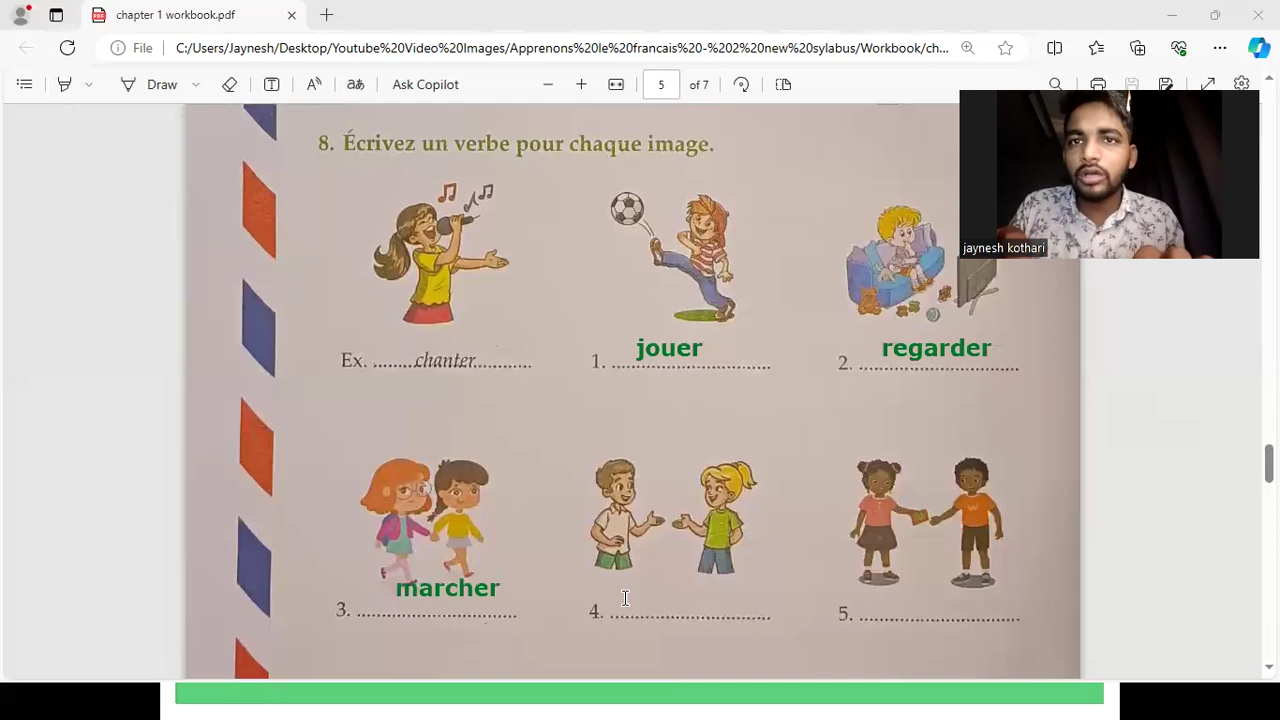 chapter 1 workbook.pdf
File
C:/Users/Jaynesh/Desktop/Youtube%20Video%20Images/Apprenons%20le%20francais%20-%202%20new%20sylabus/Workbook/ch...
Draw
aあ
Ask Copilot
5
of 7
8. Écrivez un verbe pour chaque image.
jaynesh kothari
Ex. ......chanter............
jouer
1. ................................
regarder
2. ................................
W
marcher
3. ................................
4. ................................
5. ................................